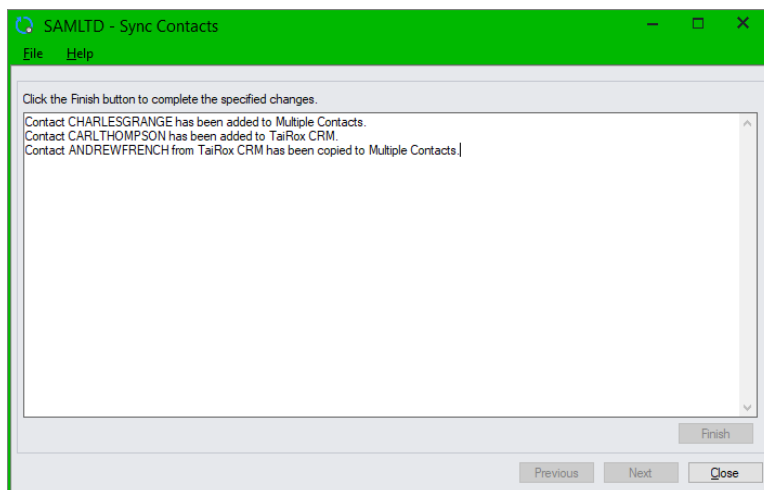 SAMLTD - Sync Contacts
File Help
Click the Finish button to complete the specified changes.
Contact CHARLESGRANGE has been added to Multiple Contacts.
Contact CARLTHOMPSON has been added to TaiRox CRM.
Contact ANDREWFRENCH from TaiRox CRM has been copied to Multiple Contacts.
Finish
Previous Next Close